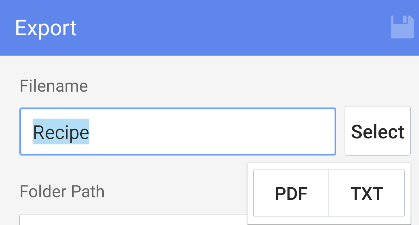 Export
Filename
Recipe
Select
Folder Path
PDF
TXT